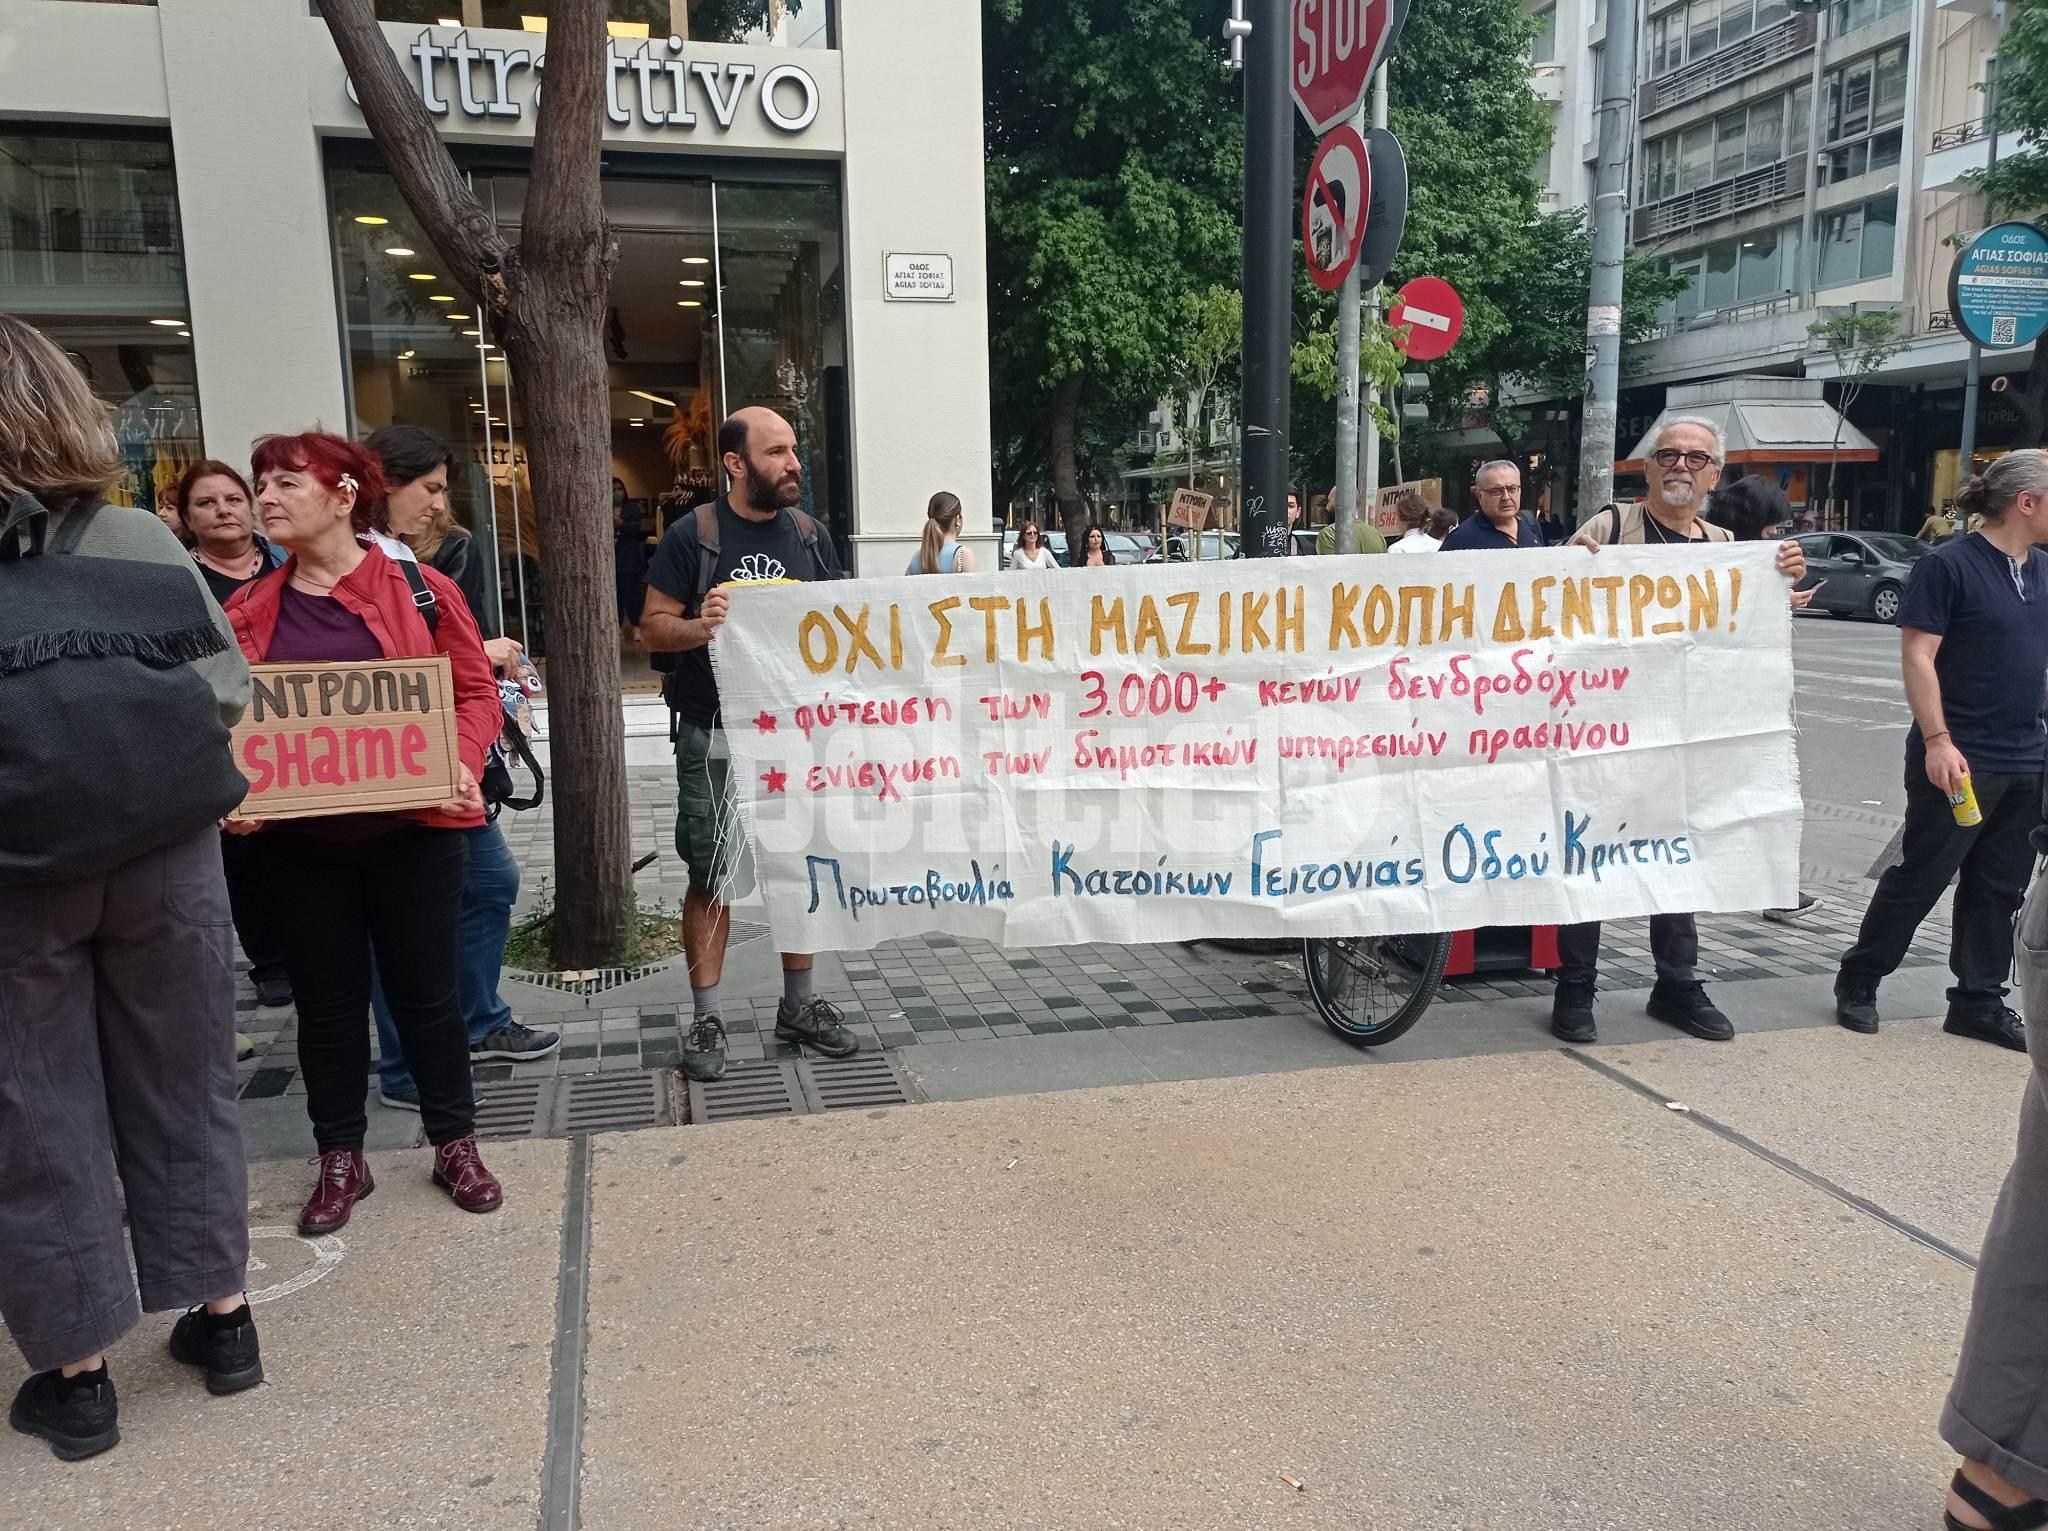 attrattivo
STOP
ΟΔΟΣ
ΑΓΙΑΣ ΣΟΦΙΑΣ
AGIAS SOFIAS
ΟΔΟΣ
ΑΓΙΑΣ ΣΟΦΙΑΣ
AGIAS SOFIAS ST.
CITY OF THESSALONIKI
ΝΤΡΟΠΗ
SHAME
ΝΤΡΟΠΗ
ΝΤΡΟΠΗ
SHame
ΟΧΙ ΣΤΗ ΜΑΖΙΚΗ ΚΟΠΗ ΔΕΝΤΡΩΝ!
★ φύτευση των 3.000+ κενών δενδροδόχων
★ ενίσχυση των δημοτικών υπηρεσιών πρασίνου
Πρωτοβουλία Κατοίκων Γειτονιάς Οδού Κρήτης